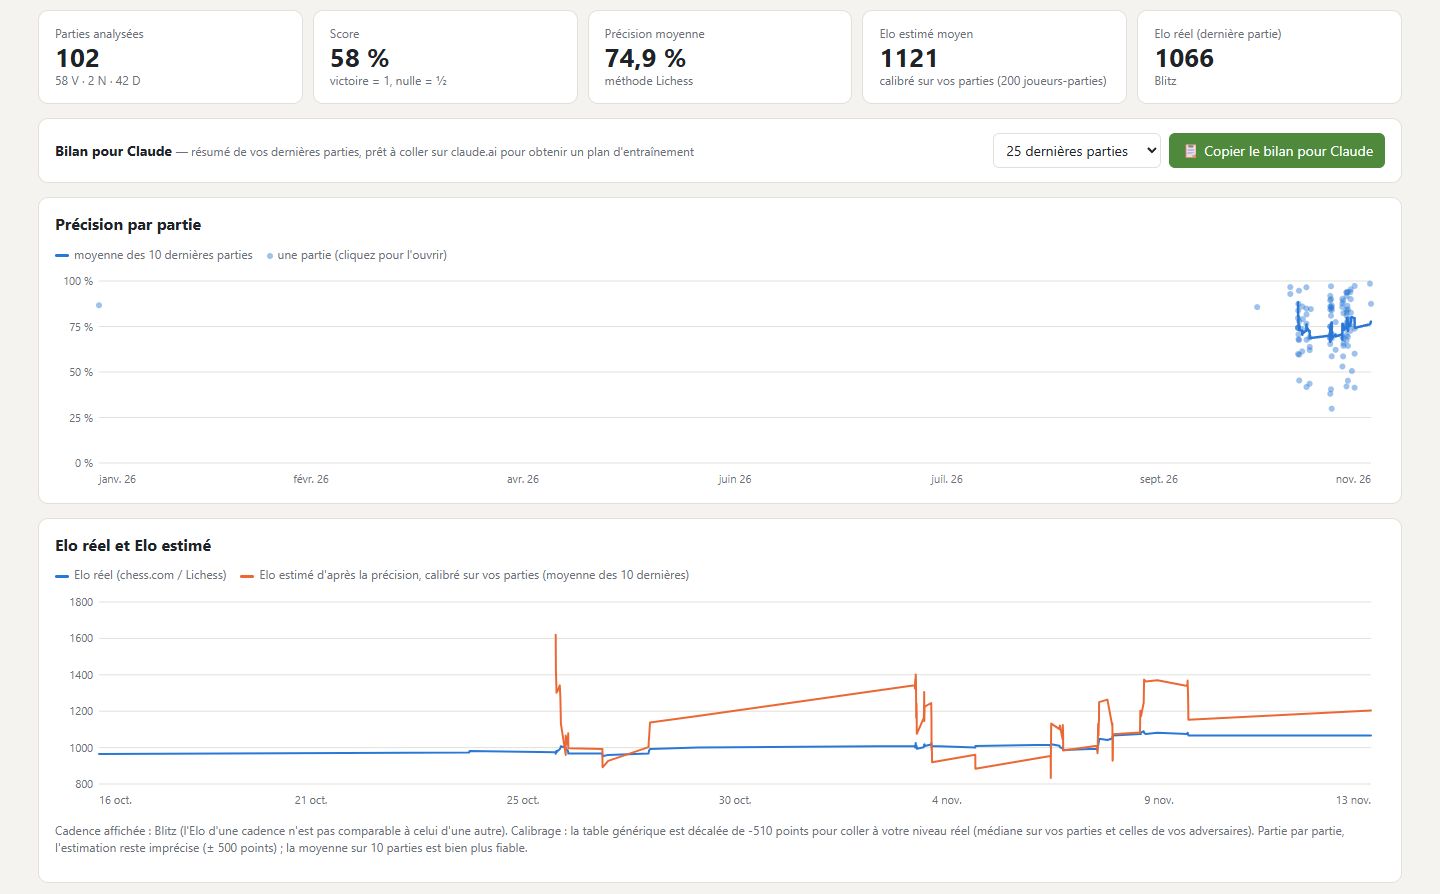 Parties analysées
102
58 V · 2 N · 42 D
Score
58 %
victoire = 1, nulle = ½
Précision moyenne
74,9 %
méthode Lichess
Elo estimé moyen
1121
calibré sur vos parties (200 joueurs-parties)
Elo réel (dernière partie)
1066
Blitz
Bilan pour Claude — résumé de vos dernières parties, prêt à coller sur claude.ai pour obtenir un plan d'entraînement
25 dernières parties
Copier le bilan pour Claude
Précision par partie
moyenne des 10 dernières parties
une partie (cliquez pour l'ouvrir)
100 %
75 %
50 %
25 %
0 %
janv. 26
févr. 26
avr. 26
juin 26
juil. 26
sept. 26
nov. 26
Elo réel et Elo estimé
Elo réel (chess.com / Lichess)
Elo estimé d'après la précision, calibré sur vos parties (moyenne des 10 dernières)
1800
1600
1400
1200
1000
800
16 oct.
21 oct.
25 oct.
30 oct.
4 nov.
9 nov.
13 nov.
Cadence affichée : Blitz (l'Elo d'une cadence n'est pas comparable à celui d'une autre). Calibrage : la table générique est décalée de -510 points pour coller à votre niveau réel (médiane sur vos parties et celles de vos adversaires). Partie par partie,
l'estimation reste imprécise (± 500 points) ; la moyenne sur 10 parties est bien plus fiable.